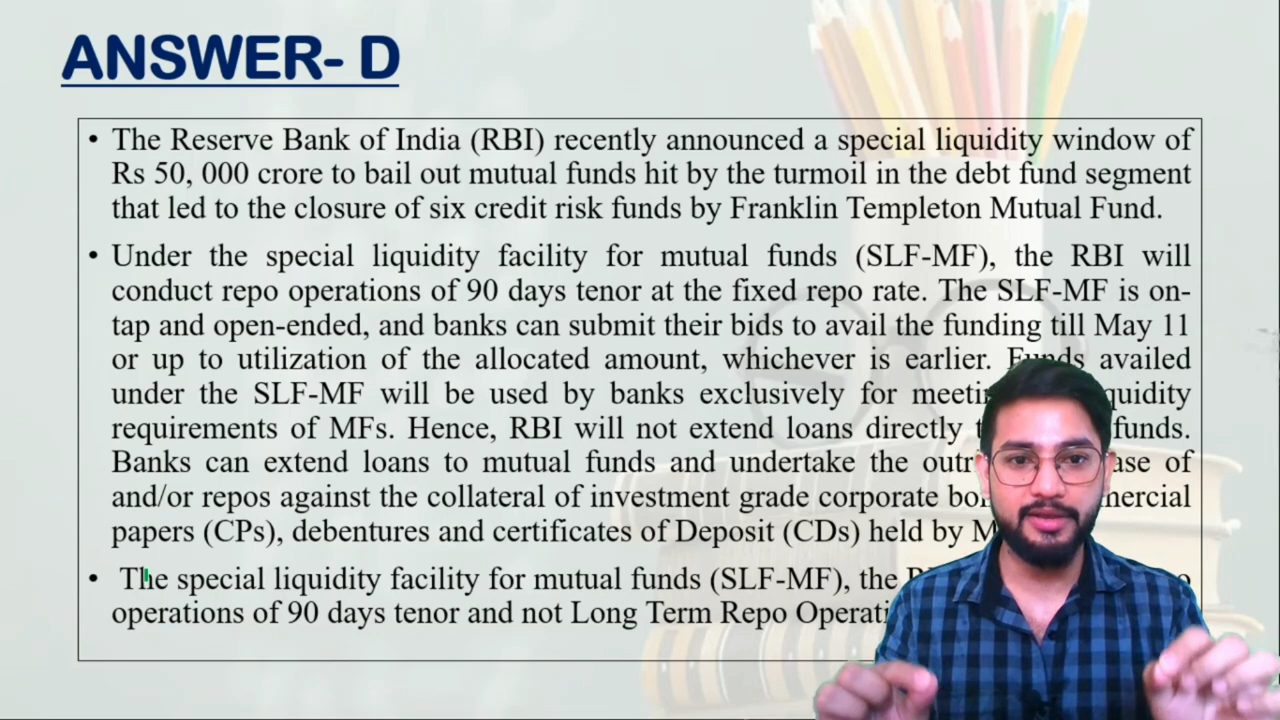 ANSWER- D
• The Reserve Bank of India (RBI) recently announced a special liquidity window of
Rs 50, 000 crore to bail out mutual funds hit by the turmoil in the debt fund segment
that led to the closure of six credit risk funds by Franklin Templeton Mutual Fund.
• Under the special liquidity facility for mutual funds (SLF-MF), the RBI will
conduct repo operations of 90 days tenor at the fixed repo rate. The SLF-MF is on-
tap and open-ended, and banks can submit their bids to avail the funding till May 11
or up to utilization of the allocated amount, whichever is earlier. Funds availed
under the SLF-MF will be used by banks exclusively for
requirements of MFs. Hence, RBI will not extend loans directly funds.
Banks can extend loans to mutual funds and undertake the of
and/or repos against the collateral of investment grade corporate
papers (CPs), debentures and certificates of Deposit (CDs) held by
• The special liquidity facility for mutual funds (SLF-MF), the
operations of 90 days tenor and not Long Term Repo